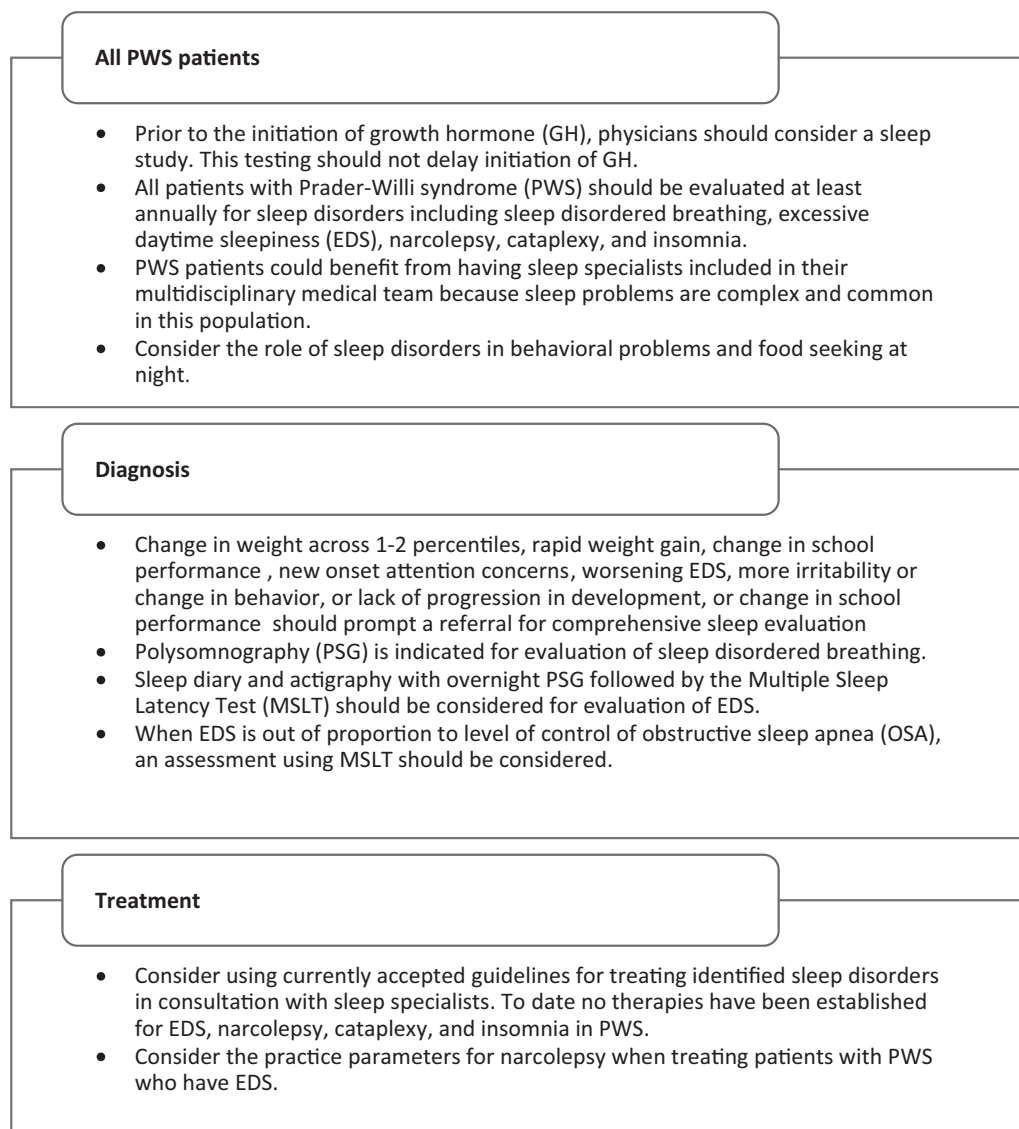 All PWS patients
• Prior to the initiation of growth hormone (GH), physicians should consider a sleep
study. This testing should not delay initiation of GH.
• All patients with Prader-Willi syndrome (PWS) should be evaluated at least
annually for sleep disorders including sleep disordered breathing, excessive
daytime sleepiness (EDS), narcolepsy, cataplexy, and insomnia.
• PWS patients could benefit from having sleep specialists included in their
multidisciplinary medical team because sleep problems are complex and common
in this population.
• Consider the role of sleep disorders in behavioral problems and food seeking at
night.
Diagnosis
• Change in weight across 1-2 percentiles, rapid weight gain, change in school
performance , new onset attention concerns, worsening EDS, more irritability or
change in behavior, or lack of progression in development, or change in school
performance should prompt a referral for comprehensive sleep evaluation
• Polysomnography (PSG) is indicated for evaluation of sleep disordered breathing.
• Sleep diary and actigraphy with overnight PSG followed by the Multiple Sleep
Latency Test (MSLT) should be considered for evaluation of EDS.
• When EDS is out of proportion to level of control of obstructive sleep apnea (OSA),
an assessment using MSLT should be considered.
Treatment
• Consider using currently accepted guidelines for treating identified sleep disorders
in consultation with sleep specialists. To date no therapies have been established
for EDS, narcolepsy, cataplexy, and insomnia in PWS.
• Consider the practice parameters for narcolepsy when treating patients with PWS
who have EDS.